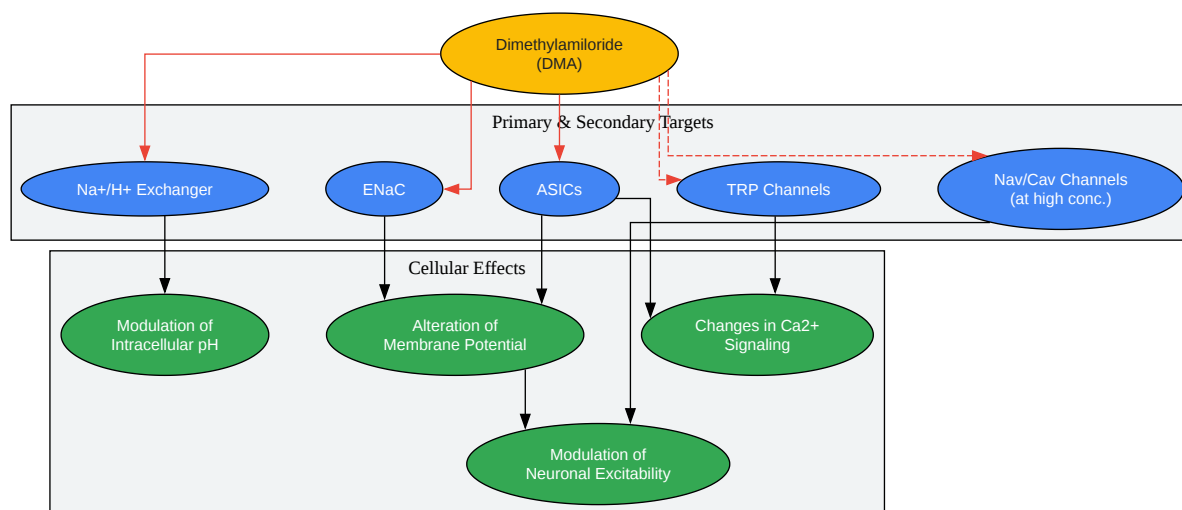 Dimethylamiloride
(DMA)
Primary & Secondary Targets
Na+/H+ Exchanger
ENaC
ASICs
TRP Channels
Nav/Cav Channels
(at high conc.)
Cellular Effects
Modulation of
Intracellular pH
Alteration of
Membrane Potential
Changes in Ca2+
Signaling
Modulation of
Neuronal Excitability